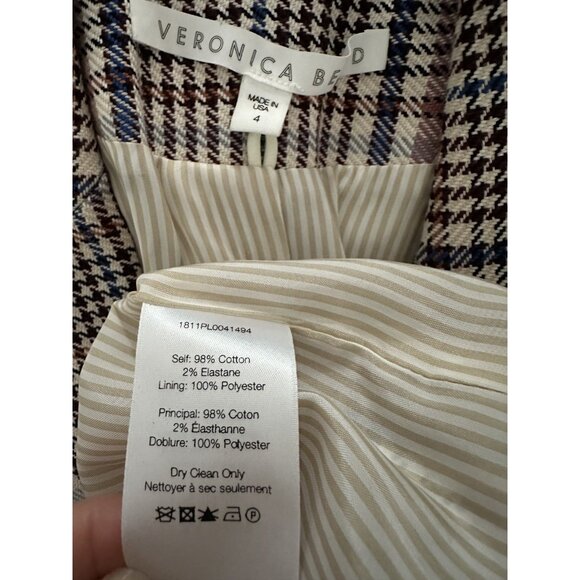 VERONICA BE D
MADE IN
USA
4
1811PL0041494
Self: 98% Cotton
2% Elastane
Lining: 100% Polyester
Principal: 98% Coton
2% Élasthanne
Doblure: 100% Polyester
Dry Clean Only
Nettoyer à sec seulement
P